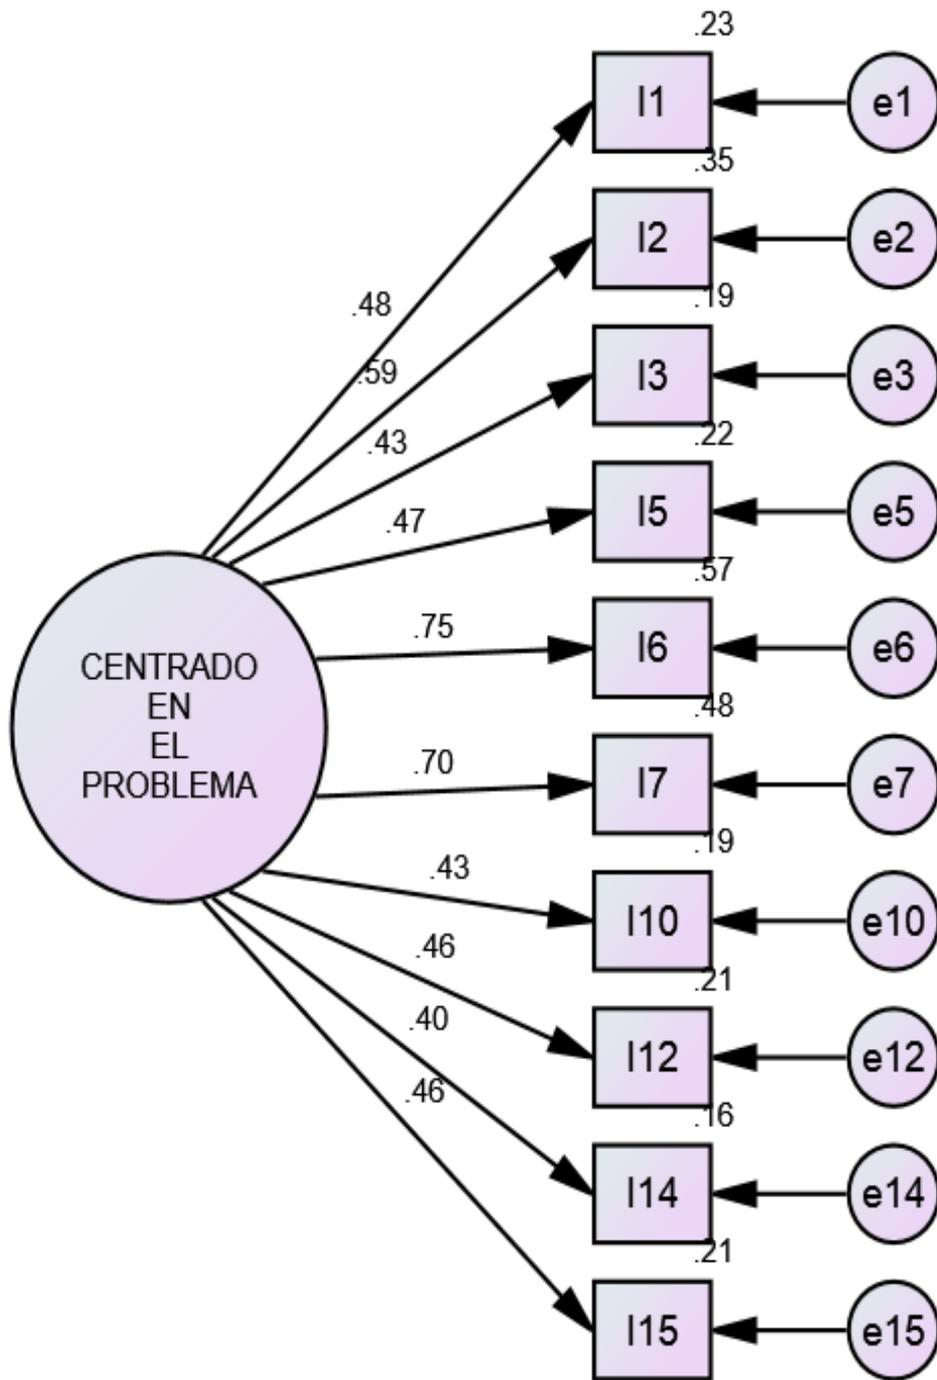 .23
I1
e1
.35
I2
e2
.19
I3
e3
.22
I5
e5
.57
I6
e6
.48
I7
e7
.19
I10
e10
.21
I12
e12
.16
I14
e14
.21
I15
e15
.48
.59
.43
.47
.75
.70
.43
.46
.40
.46
CENTRADO
EN
EL
PROBLEMA